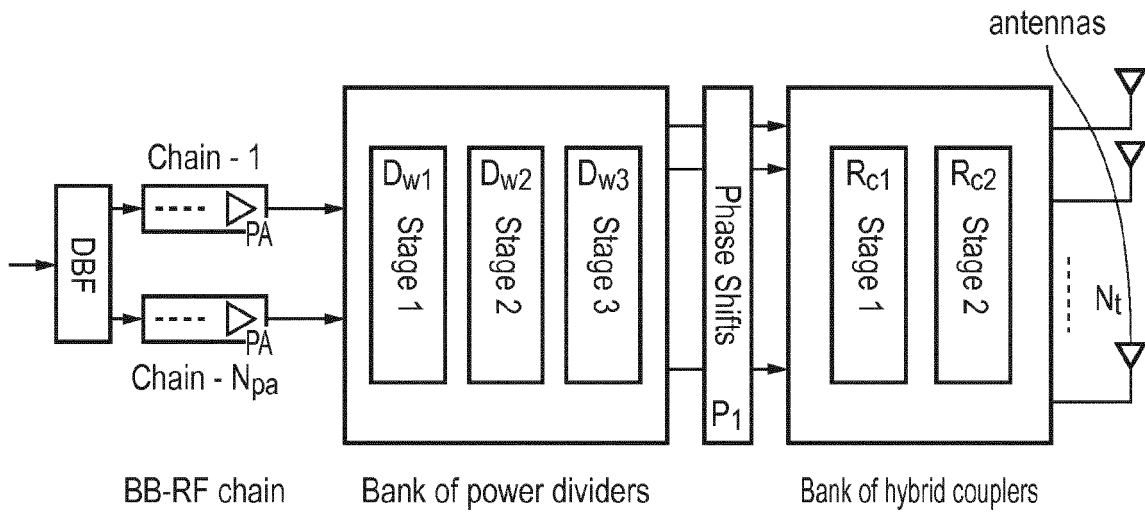 antennas
Chain - 1
PA
DBF
PA
Chain - Npa
Dw1
Stage 1
Dw2
Stage 2
Dw3
Stage 3
Phase Shifts
P1
Rc1
Stage 1
Rc2
Stage 2
Nt
BB-RF chain
Bank of power dividers
Bank of hybrid couplers